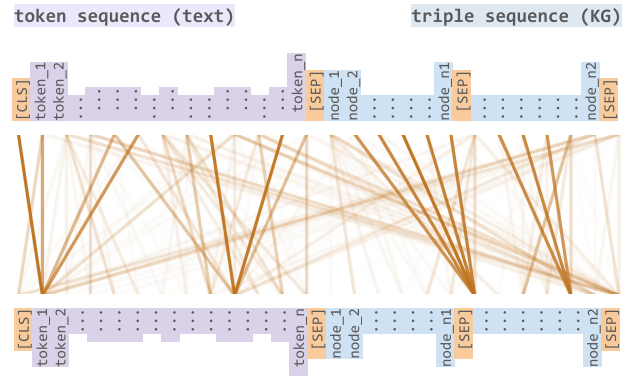 token sequence (text)
triple sequence (KG)
[CLS] token_1 token_2 : : : : : : : : : : : : token_n [SEP] node_1 node_2 : : : : node_n1 [SEP] : : : : : : node_n2 [SEP]
[CLS] token_1 token_2 : : : : : : : : : : : : token_n [SEP] node_1 node_2 : : : : node_n1 [SEP] : : : : : : node_n2 [SEP]